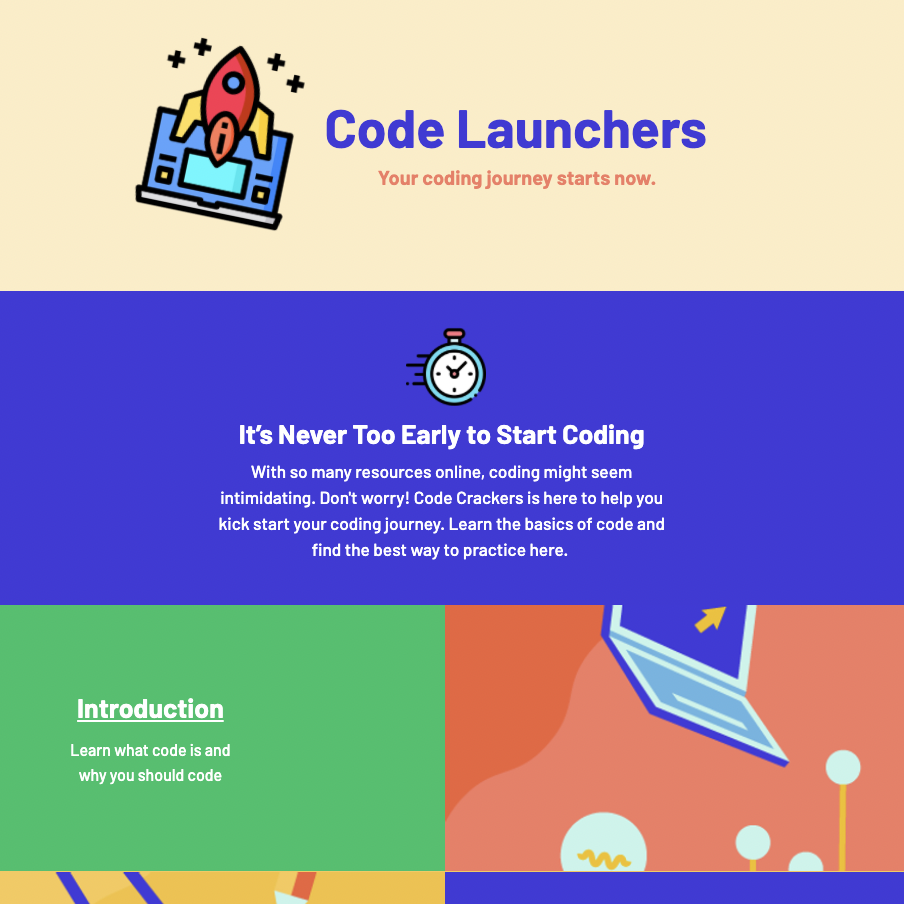 Code Launchers
Your coding journey starts now.
It's Never Too Early to Start Coding
With so many resources online, coding might seem
intimidating. Don't worry! Code Crackers is here to help you
kick start your coding journey. Learn the basics of code and
find the best way to practice here.
Introduction
Learn what code is and
why you should code